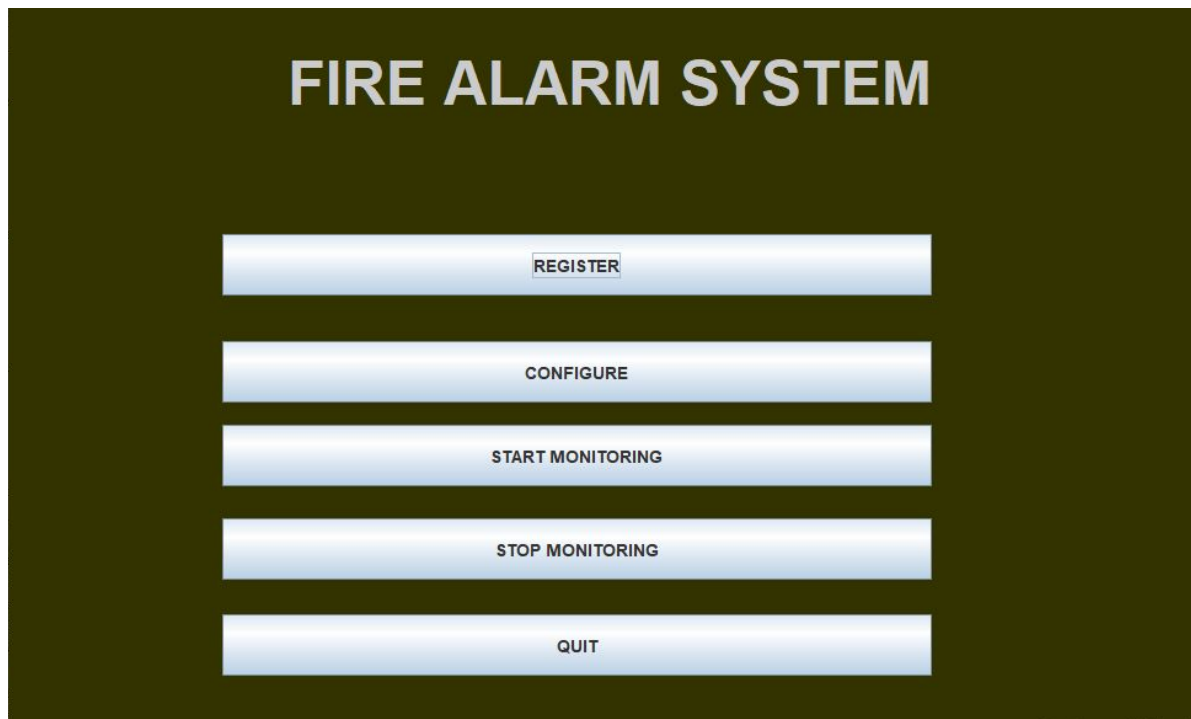 FIRE ALARM SYSTEM
REGISTER
CONFIGURE
START MONITORING
STOP MONITORING
QUIT